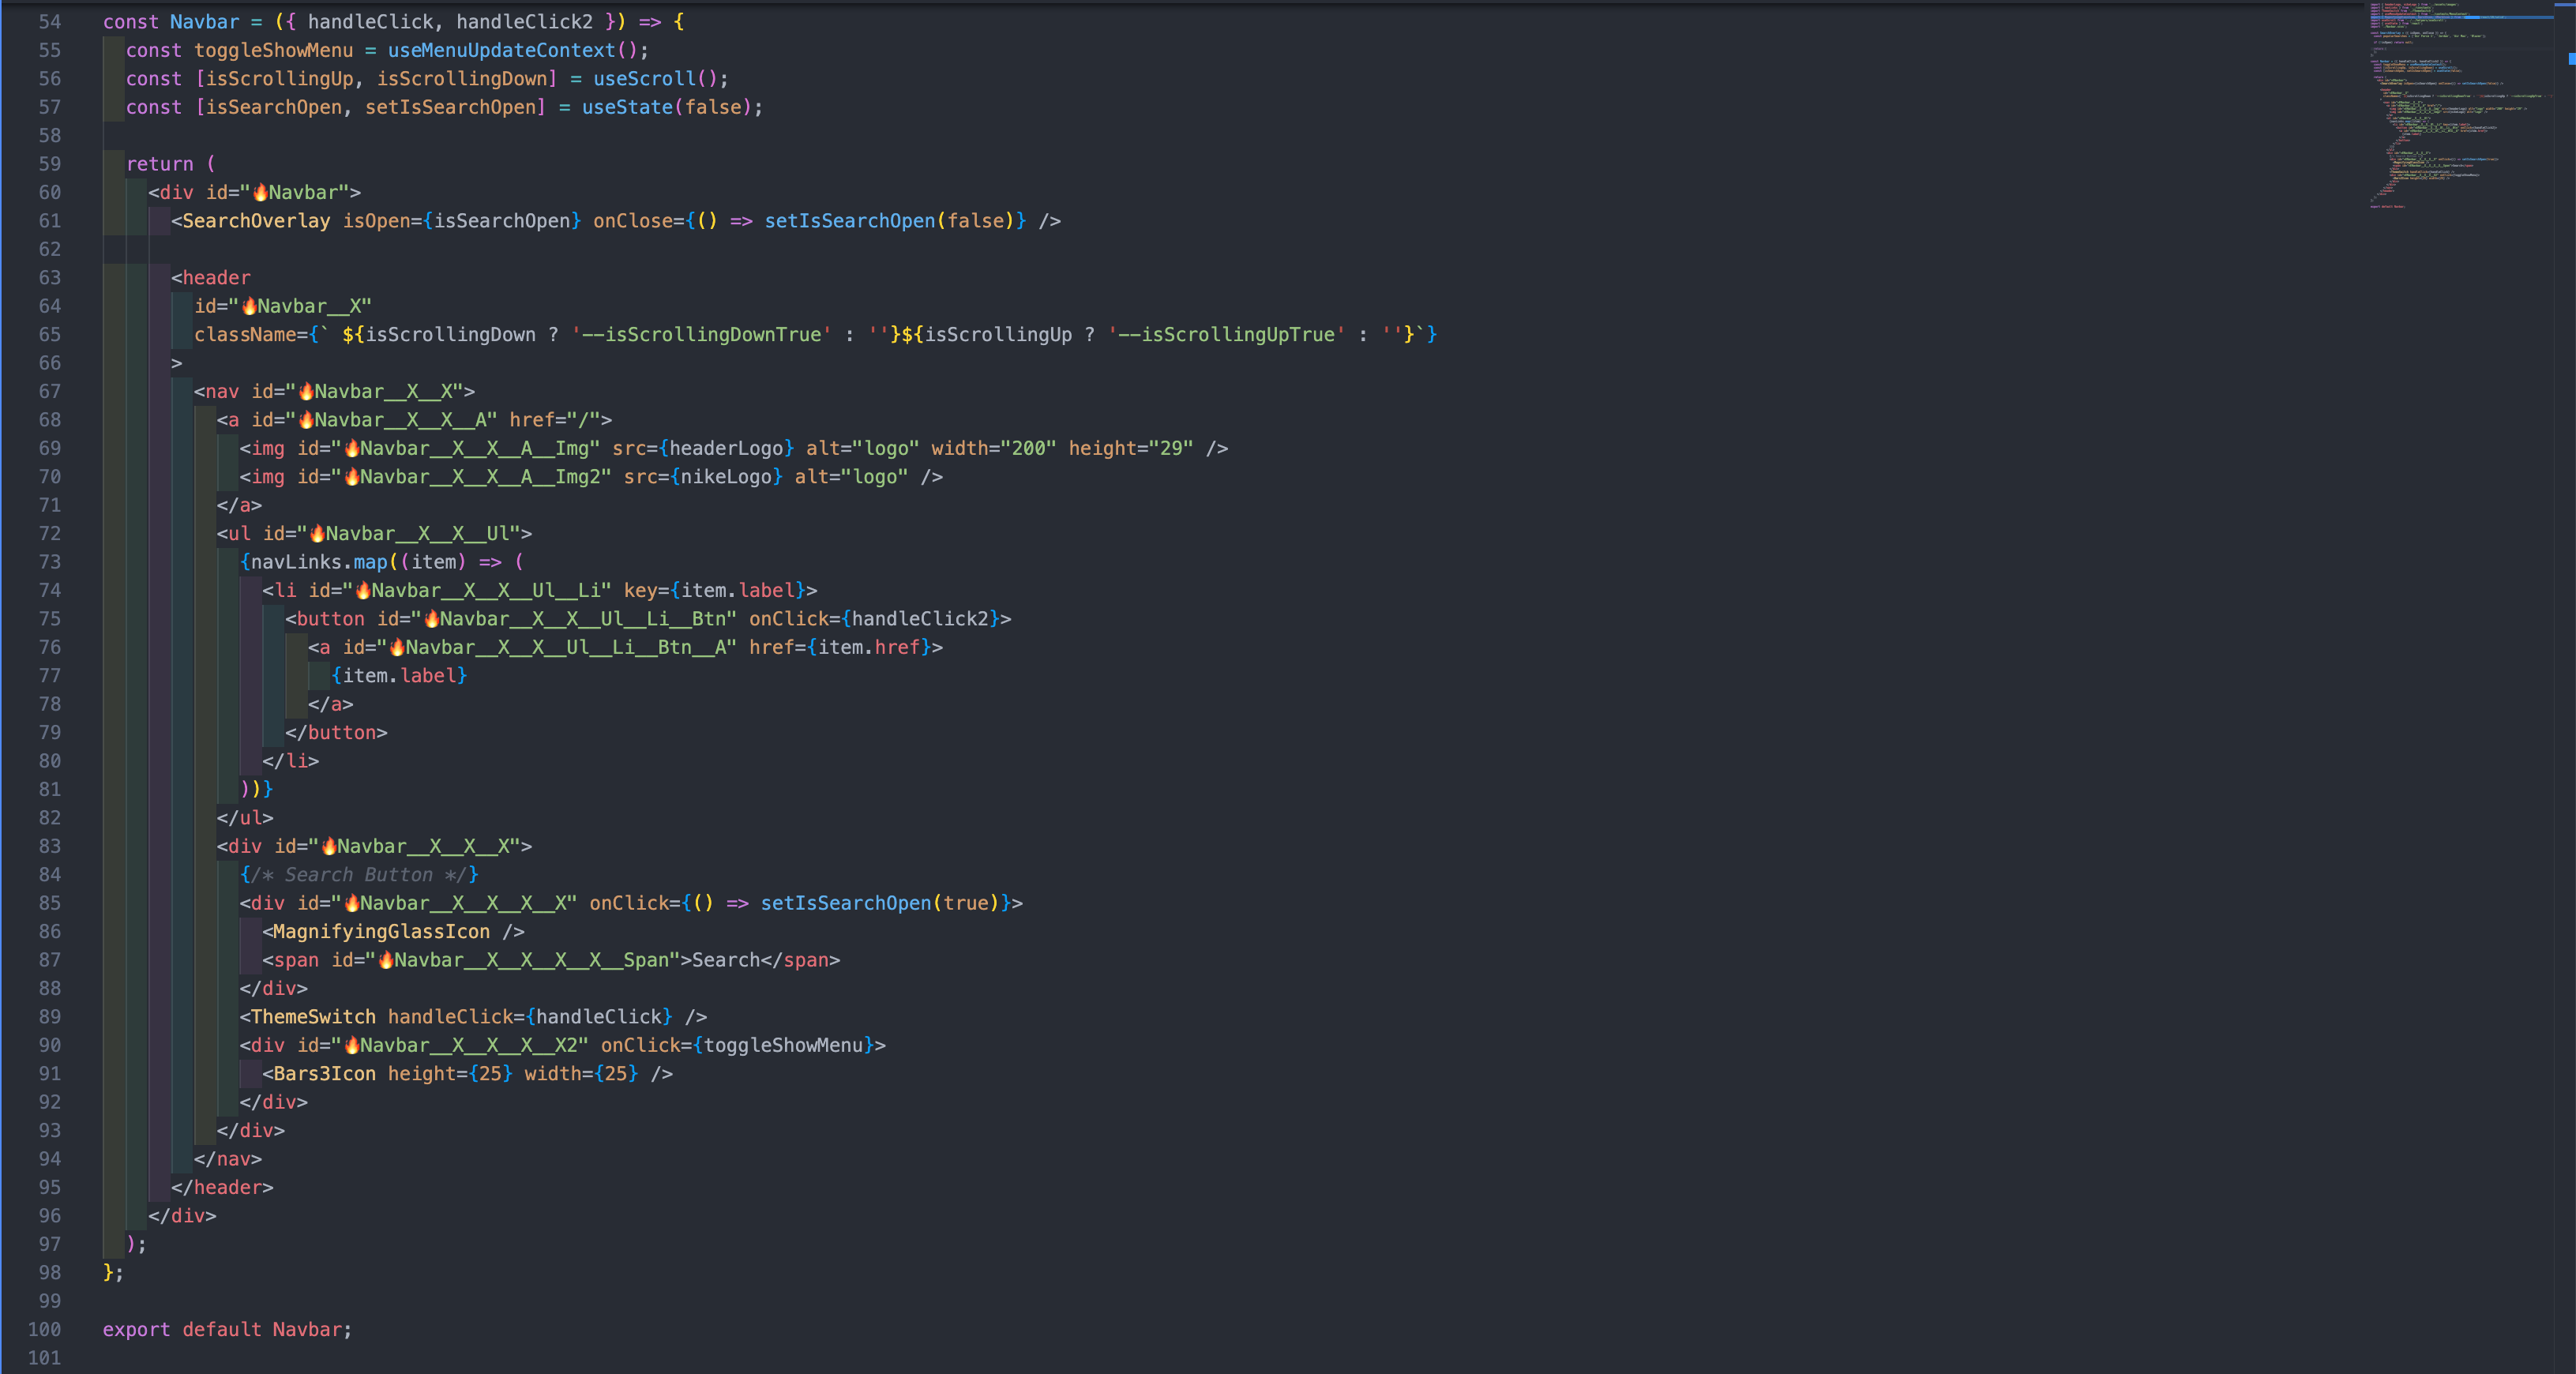 54 const Navbar = ({ handleClick, handleClick2 }) => {
55 const toggleShowMenu = useMenuUpdateContext();
56 const [isScrollingUp, isScrollingDown] = useScroll();
57 const [isSearchOpen, setIsSearchOpen] = useState(false);
58
59 return (
60 <div id="🔥Navbar">
61 <SearchOverlay isOpen={isSearchOpen} onClose={() => setIsSearchOpen(false)} />
62
63 <header
64 id="🔥Navbar__X"
65 className={` ${isScrollingDown ? '--isScrollingDownTrue' : ''}${isScrollingUp ? '--isScrollingUpTrue' : ''}`}
66 >
67 <nav id="🔥Navbar__X__X">
68 <a id="🔥Navbar__X__X__A" href="/">
69 <img id="🔥Navbar__X__X__A__Img" src={headerLogo} alt="logo" width="200" height="29" />
70 <img id="🔥Navbar__X__X__A__Img2" src={nikeLogo} alt="logo" />
71 </a>
72 <ul id="🔥Navbar__X__X__Ul">
73 {navLinks.map((item) => (
74 <li id="🔥Navbar__X__X__Ul__Li" key={item.label}>
75 <button id="🔥Navbar__X__X__Ul__Li__Btn" onClick={handleClick2}>
76 <a id="🔥Navbar__X__X__Ul__Li__Btn__A" href={item.href}>
77 {item.label}
78 </a>
79 </button>
80 </li>
81 ))}
82 </ul>
83 <div id="🔥Navbar__X__X__X">
84 {/* Search Button */}
85 <div id="🔥Navbar__X__X__X__X" onClick={() => setIsSearchOpen(true)}>
86 <MagnifyingGlassIcon />
87 <span id="🔥Navbar__X__X__X__X__Span">Search</span>
88 </div>
89 <ThemeSwitch handleClick={handleClick} />
90 <div id="🔥Navbar__X__X__X__X2" onClick={toggleShowMenu}>
91 <Bars3Icon height={25} width={25} />
92 </div>
93 </div>
94 </nav>
95 </header>
96 </div>
97 );
98 };
99
100 export default Navbar;
101